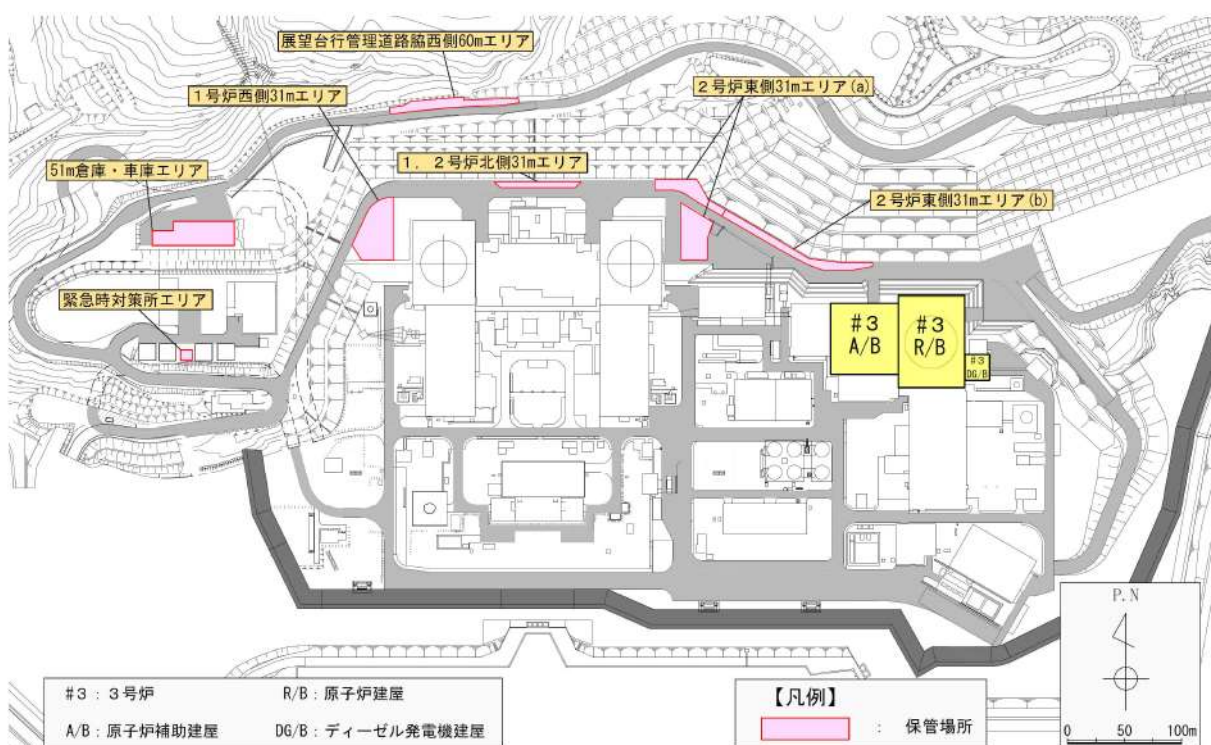 展望台行管理道路脇西側60mエリア
1号炉西側31mエリア
2号炉東側31mエリア(a)
51m倉庫・車庫エリア
1，2号炉北側31mエリア
2号炉東側31mエリア(b)
緊急時対策所エリア
#3
A/B
#3
R/B
#3
DG/B
P.N
0 50 100m
#3：3号炉
R/B：原子炉建屋
A/B：原子炉補助建屋
DG/B：ディーゼル発電機建屋
【凡例】
：保管場所